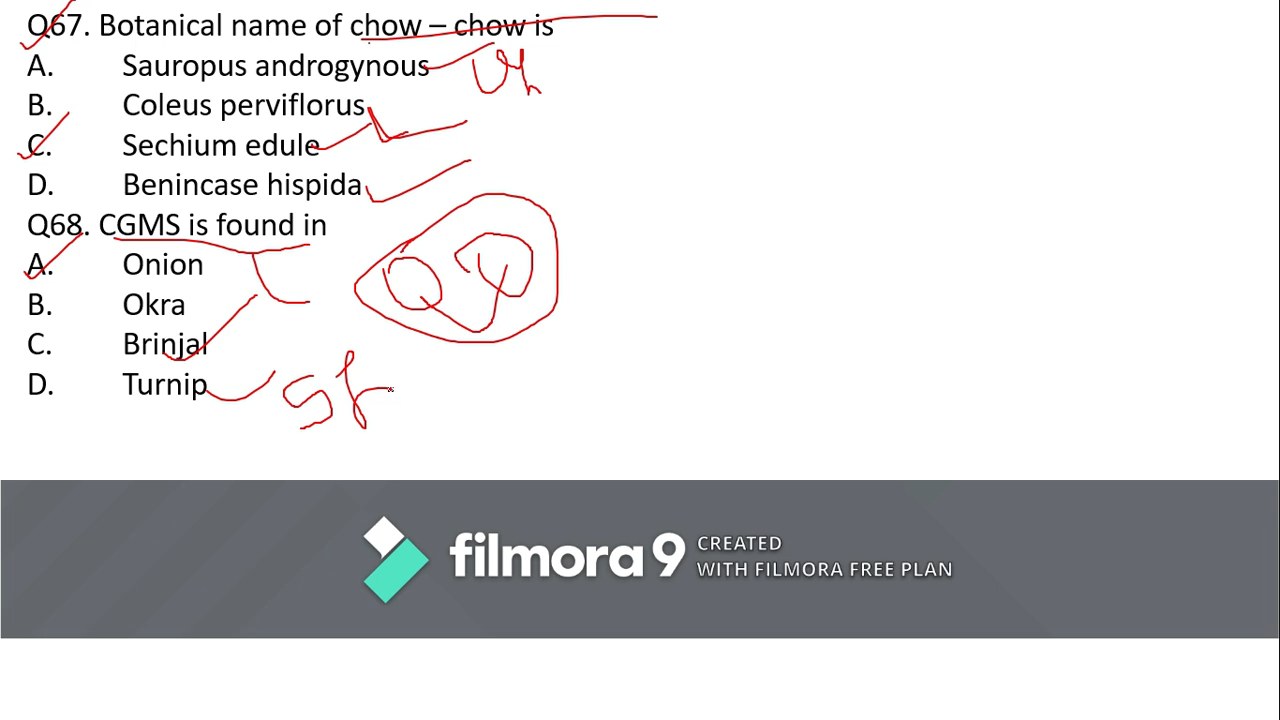 Q67. Botanical name of chow – chow is
A. Sauropus androgynous
B. Coleus perviflorus
C. Sechium edule
D. Benincase hispida
Q68. CGMS is found in
A. Onion
B. Okra
C. Brinjal
D. Turnip
filmora 9 CREATED
WITH FILMORA FREE PLAN